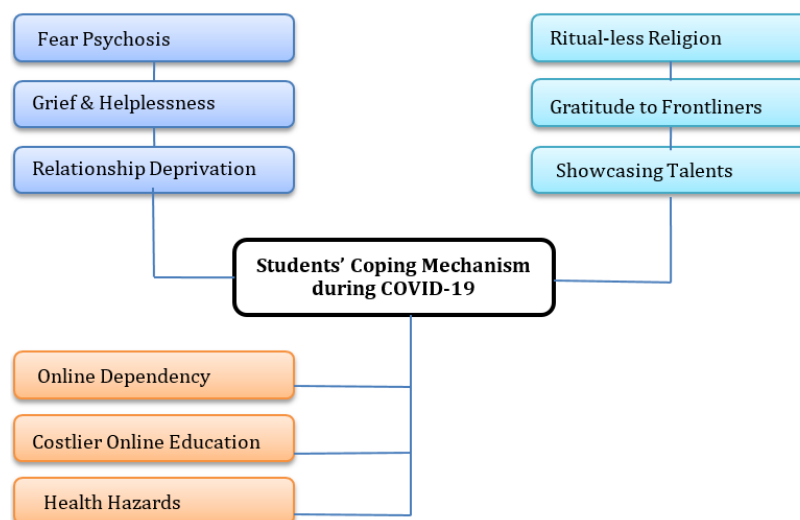 Fear Psychosis
Grief & Helplessness
Relationship Deprivation
Ritual-less Religion
Gratitude to Frontliners
Showcasing Talents
Students’ Coping Mechanism
during COVID-19
Online Dependency
Costlier Online Education
Health Hazards